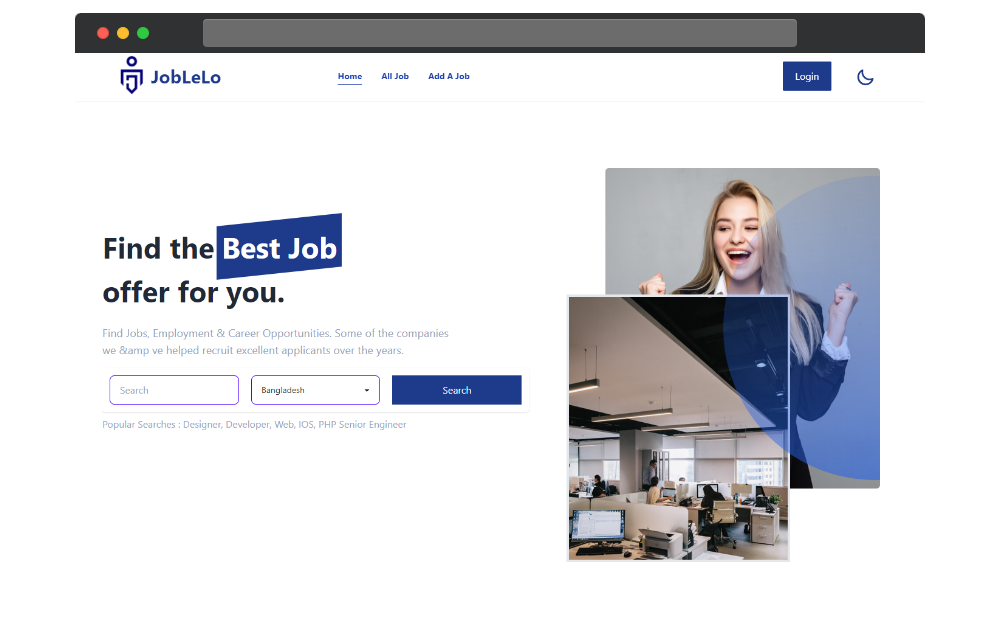 JobLeLo
Home All Job Add A Job
Login
Find the Best Job
offer for you.
Find Jobs, Employment & Career Opportunities. Some of the companies
we &amp ve helped recruit excellent applicants over the years.
Search Bangladesh Search
Popular Searches : Designer, Developer, Web, IOS, PHP Senior Engineer